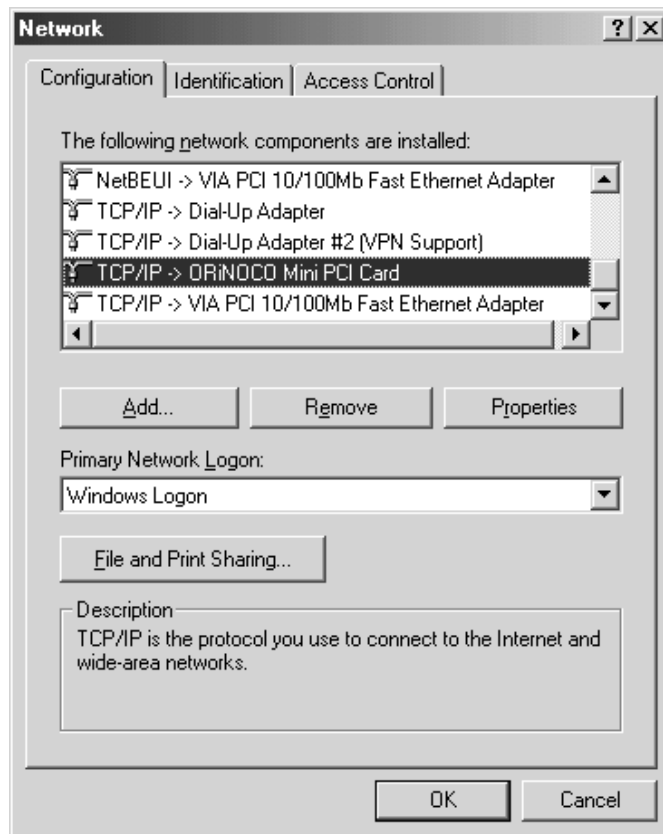 Network
Configuration Identification Access Control
The following network components are installed:
NetBEUI -> VIA PCI 10/100Mb Fast Ethernet Adapter
TCP/IP -> Dial-Up Adapter
TCP/IP -> Dial-Up Adapter #2 (VPN Support)
TCP/IP -> ORiNOCO Mini PCI Card
TCP/IP -> VIA PCI 10/100Mb Fast Ethernet Adapter
Add... Remove Properties
Primary Network Logon:
Windows Logon
File and Print Sharing...
Description
TCP/IP is the protocol you use to connect to the Internet and
wide-area networks.
OK Cancel